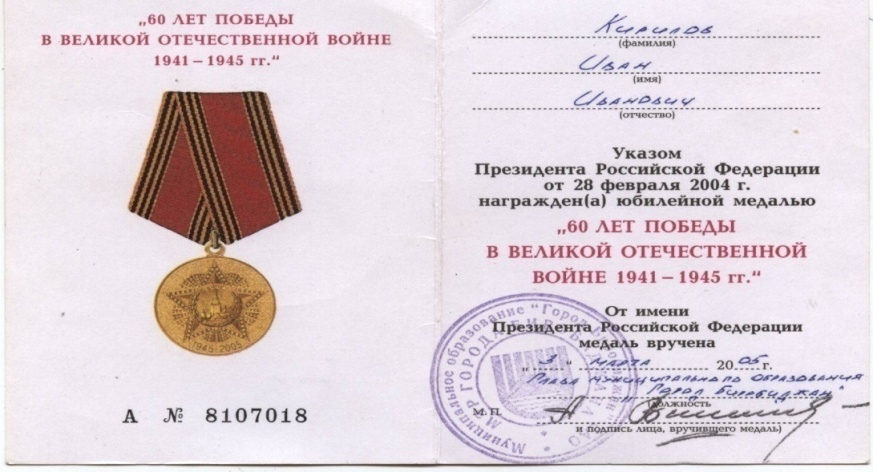 „60 ЛЕТ ПОБЕДЫ
В ВЕЛИКОЙ ОТЕЧЕСТВЕННОЙ ВОЙНЕ
1941 – 1945 гг.“
1945-2005
А № 8107018
Кирилов
(фамилия)
Иван
(имя)
Иванович
(отчество)
Указом
Президента Российской Федерации
от 28 февраля 2004 г.
награжден(а) юбилейной медалью
„60 ЛЕТ ПОБЕДЫ
В ВЕЛИКОЙ ОТЕЧЕСТВЕННОЙ
ВОЙНЕ 1941 – 1945 гг.“
От имени
Президента Российской Федерации
медаль вручена
„ 3 “ марта 2005 г.
Глава муниципального образования
"Город Биробиджан"
(должность
М. П.
и подпись лица, вручившего медаль)
Муниципальное образование "Город